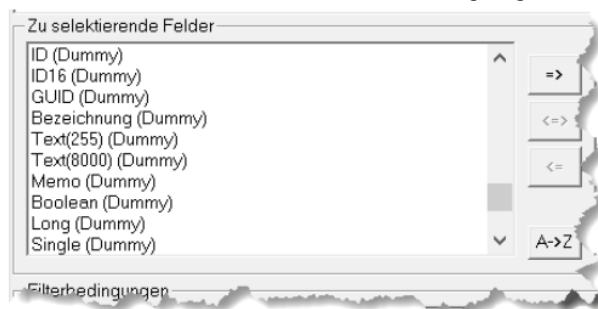 Zu selektierende Felder
ID (Dummy)
ID16 (Dummy)
GUID (Dummy)
Bezeichnung (Dummy)
Text(255) (Dummy)
Text(8000) (Dummy)
Memo (Dummy)
Boolean (Dummy)
Long (Dummy)
Single (Dummy)
=>
<=>
<=
A->Z
Filterbedingungen